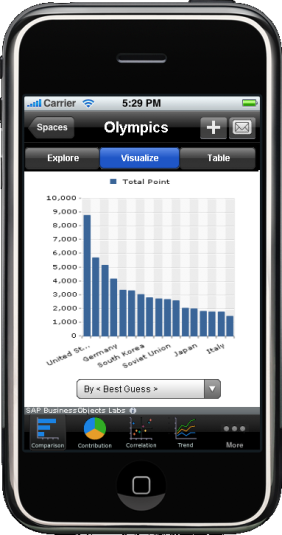 Carrier 5:29 PM
Spaces Olympics
Explore Visualize Table
Total Point
10,000
9,000
8,000
7,000
6,000
5,000
4,000
3,000
2,000
1,000
0
United St... Germany South Korea Soviet Union Japan Italy
By < Best Guess >
SAP BusinessObjects Labs
Comparison Contribution Correlation Trend More